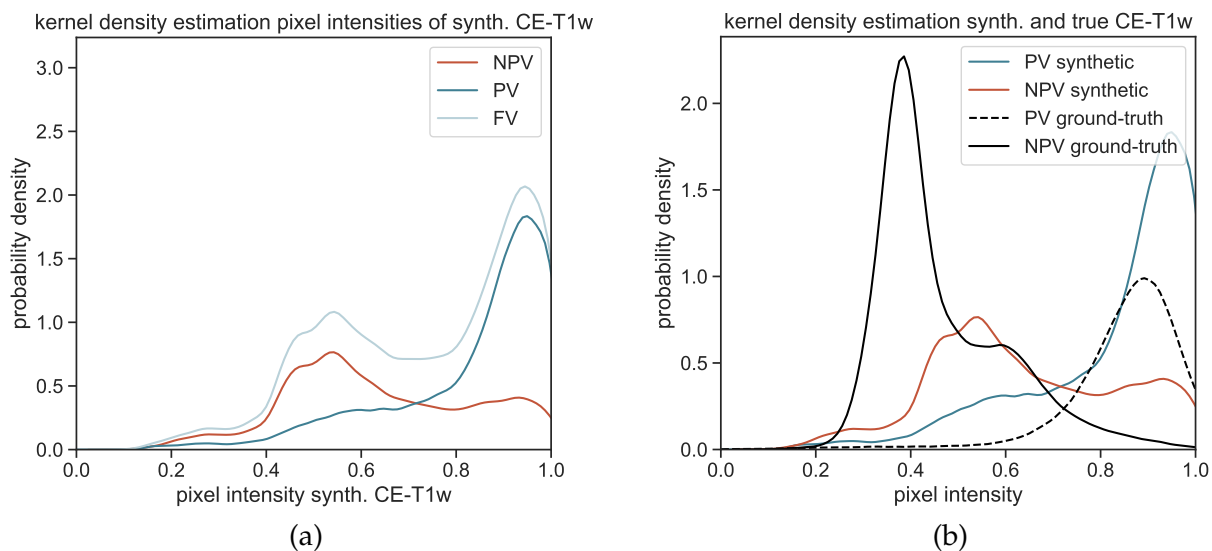 kernel density estimation pixel intensities of synth. CE-T1w
3.0
2.5
2.0
1.5
1.0
0.5
0.0
probability density
NPV
PV
FV
0.0 0.2 0.4 0.6 0.8 1.0
pixel intensity synth. CE-T1w
(a)
kernel density estimation synth. and true CE-T1w
2.0
1.5
1.0
0.5
0.0
probability density
PV synthetic
NPV synthetic
PV ground-truth
NPV ground-truth
0.0 0.2 0.4 0.6 0.8 1.0
pixel intensity
(b)